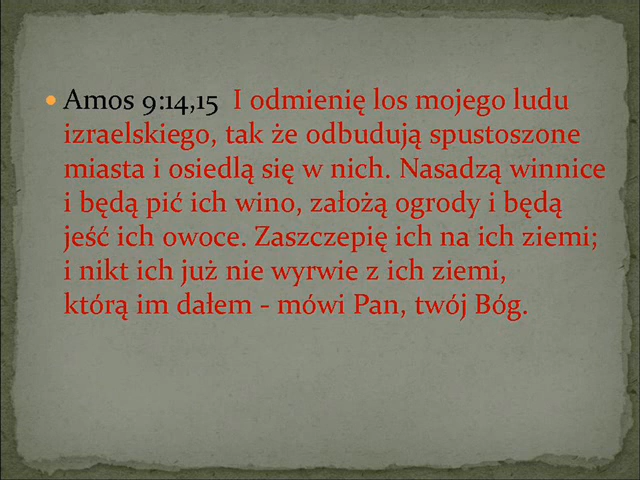 • Amos 9:14,15 I odmienię los mojego ludu
izraelskiego, tak że odbudują spustoszone
miasta i osiedlą się w nich. Nasadzą winnice
i będą pić ich wino, założą ogrody i będą
jeść ich owoce. Zaszczepię ich na ich ziemi;
i nikt ich już nie wyrwie z ich ziemi,
którą im dałem - mówi Pan, twój Bóg.